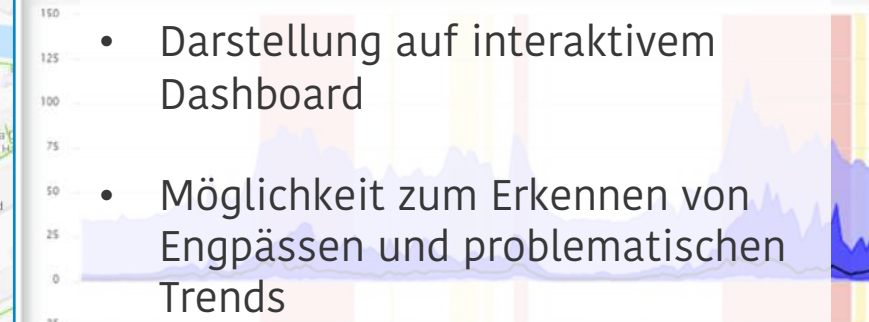 150
• Darstellung auf interaktivem
125
Dashboard
100
75
• Möglichkeit zum Erkennen von
50
Engpässen und problematischen
25
Trends
0